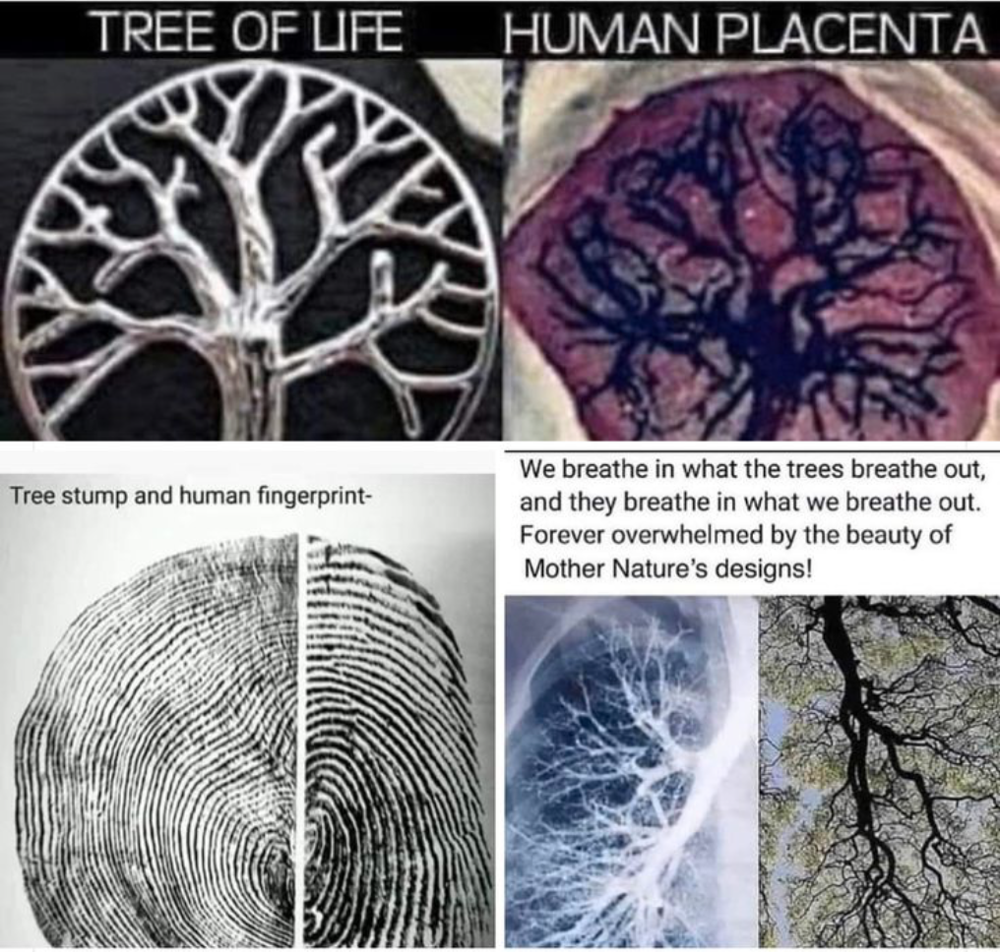 TREE OF LIFE
HUMAN PLACENTA
Tree stump and human fingerprint-
We breathe in what the trees breathe out,
and they breathe in what we breathe out.
Forever overwhelmed by the beauty of
Mother Nature's designs!